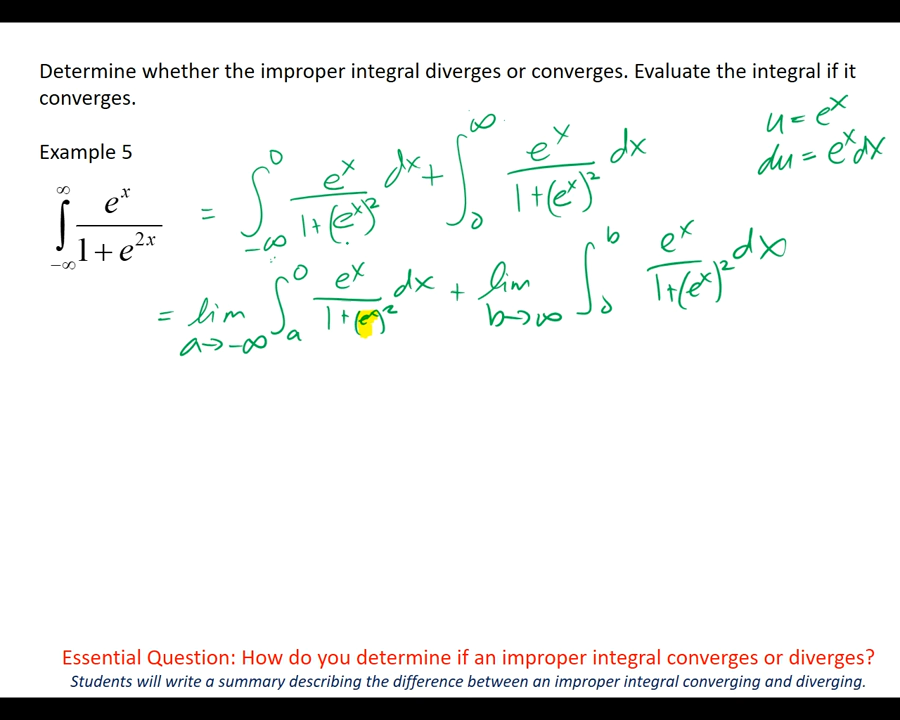 Determine whether the improper integral diverges or converges. Evaluate the integral if it
converges.
u = e^x
du = e^x dx
Example 5
∫_{-∞}^{∞} e^x / (1 + e^{2x}) = ∫_{-∞}^{0} e^x / (1+(e^x)^2) dx + ∫_{0}^{∞} e^x / (1+(e^x)^2) dx
= lim_{a→-∞} ∫_{a}^{0} e^x / (1+(e^x)^2) dx + lim_{b→∞} ∫_{0}^{b} e^x / (1+(e^x)^2) dx
Essential Question: How do you determine if an improper integral converges or diverges?
Students will write a summary describing the difference between an improper integral converging and diverging.